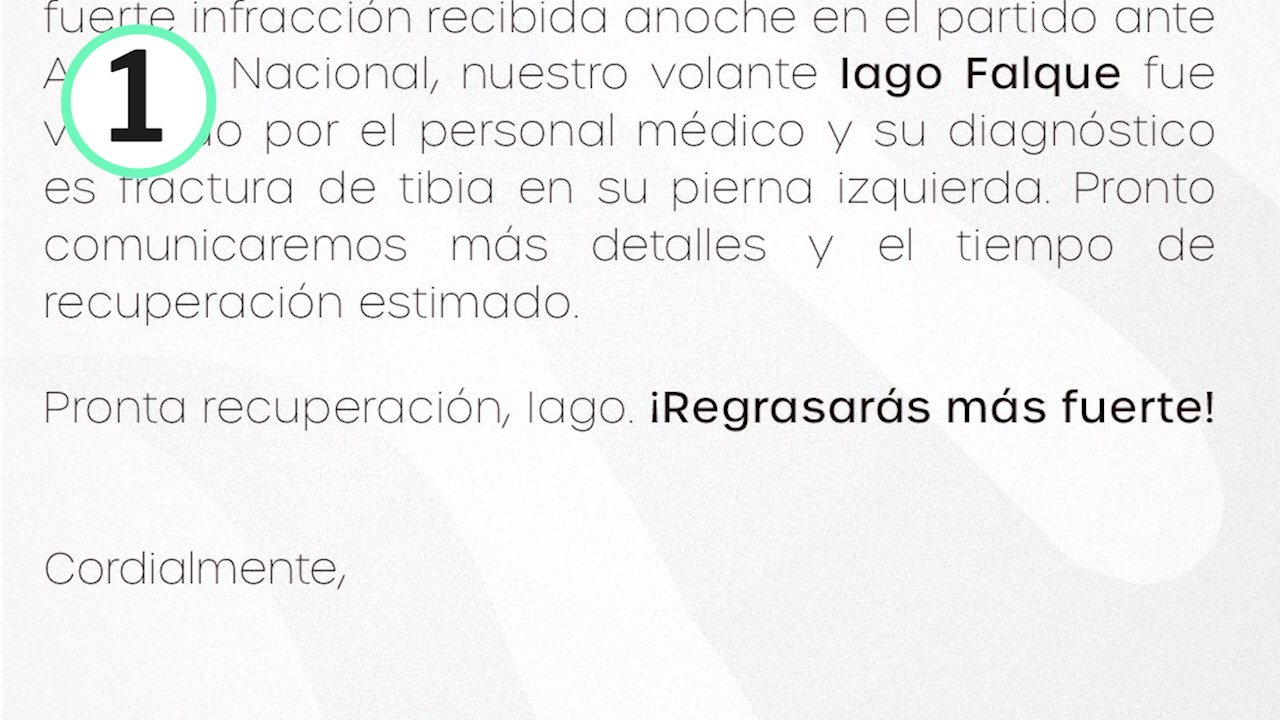 fuerte infracción recibida anoche en el partido ante
1
Nacional, nuestro volante Iago Falque fue
por el personal médico y su diagnóstico
es fractura de tibia en su pierna izquierda. Pronto
comunicaremos más detalles y el tiempo de
recuperación estimado.
Pronta recuperación, Iago. ¡Regrasarás más fuerte!
Cordialmente,